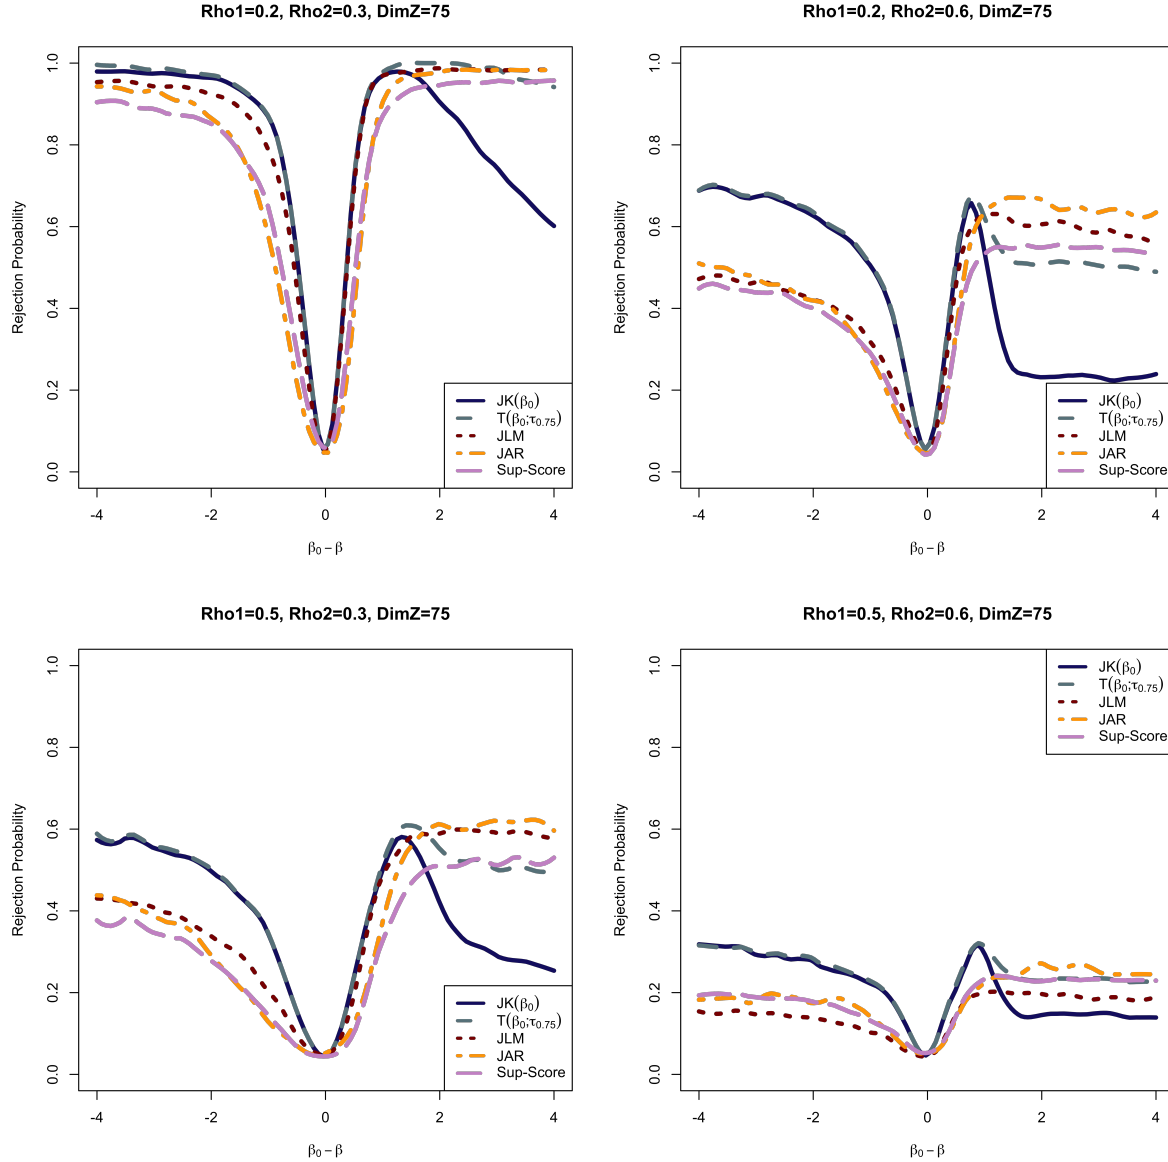 Rho1=0.2, Rho2=0.3, DimZ=75
Rejection Probability
1.0
0.8
0.6
0.4
0.2
0.0
-4 -2 0 2 4
β₀ − β
JK(β₀)
T(β₀;τ₀.₇₅)
JLM
JAR
Sup-Score
Rho1=0.2, Rho2=0.6, DimZ=75
Rejection Probability
1.0
0.8
0.6
0.4
0.2
0.0
-4 -2 0 2 4
β₀ − β
JK(β₀)
T(β₀;τ₀.₇₅)
JLM
JAR
Sup-Score
Rho1=0.5, Rho2=0.3, DimZ=75
Rejection Probability
1.0
0.8
0.6
0.4
0.2
0.0
-4 -2 0 2 4
β₀ − β
JK(β₀)
T(β₀;τ₀.₇₅)
JLM
JAR
Sup-Score
Rho1=0.5, Rho2=0.6, DimZ=75
Rejection Probability
1.0
0.8
0.6
0.4
0.2
0.0
-4 -2 0 2 4
β₀ − β
JK(β₀)
T(β₀;τ₀.₇₅)
JLM
JAR
Sup-Score